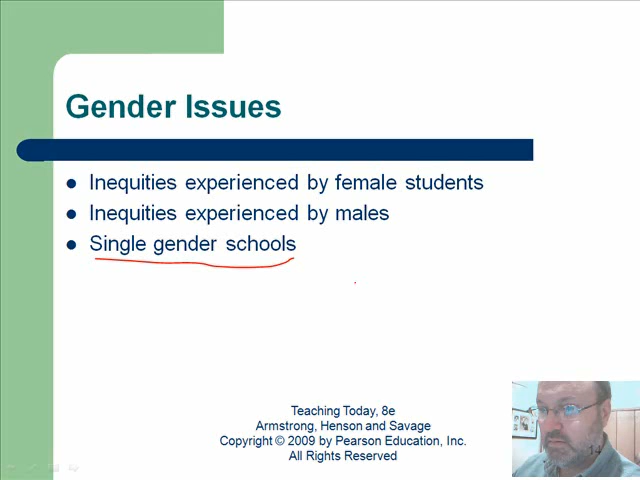 Gender Issues
Inequities experienced by female students
Inequities experienced by males
Single gender schools
Teaching Today, 8e
Armstrong, Henson and Savage
Copyright © 2009 by Pearson Education, Inc.
All Rights Reserved
14